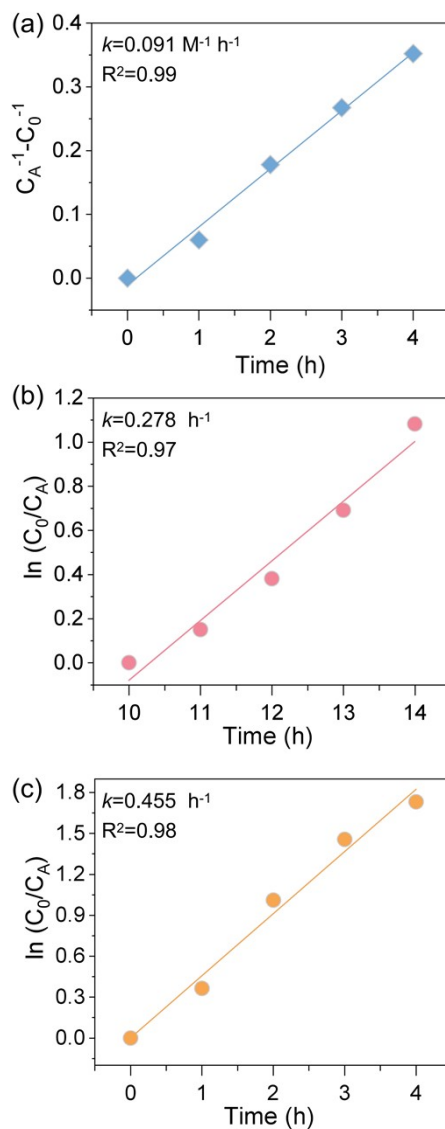 (a)
k=0.091 M⁻¹ h⁻¹
R²=0.99
C_A⁻¹-C₀⁻¹
0.4
0.3
0.2
0.1
0.0
0 1 2 3 4
Time (h)
(b)
k=0.278 h⁻¹
R²=0.97
ln (C₀/C_A)
1.2
1.0
0.8
0.6
0.4
0.2
0.0
10 11 12 13 14
Time (h)
(c)
k=0.455 h⁻¹
R²=0.98
ln (C₀/C_A)
1.8
1.5
1.2
0.9
0.6
0.3
0.0
0 1 2 3 4
Time (h)